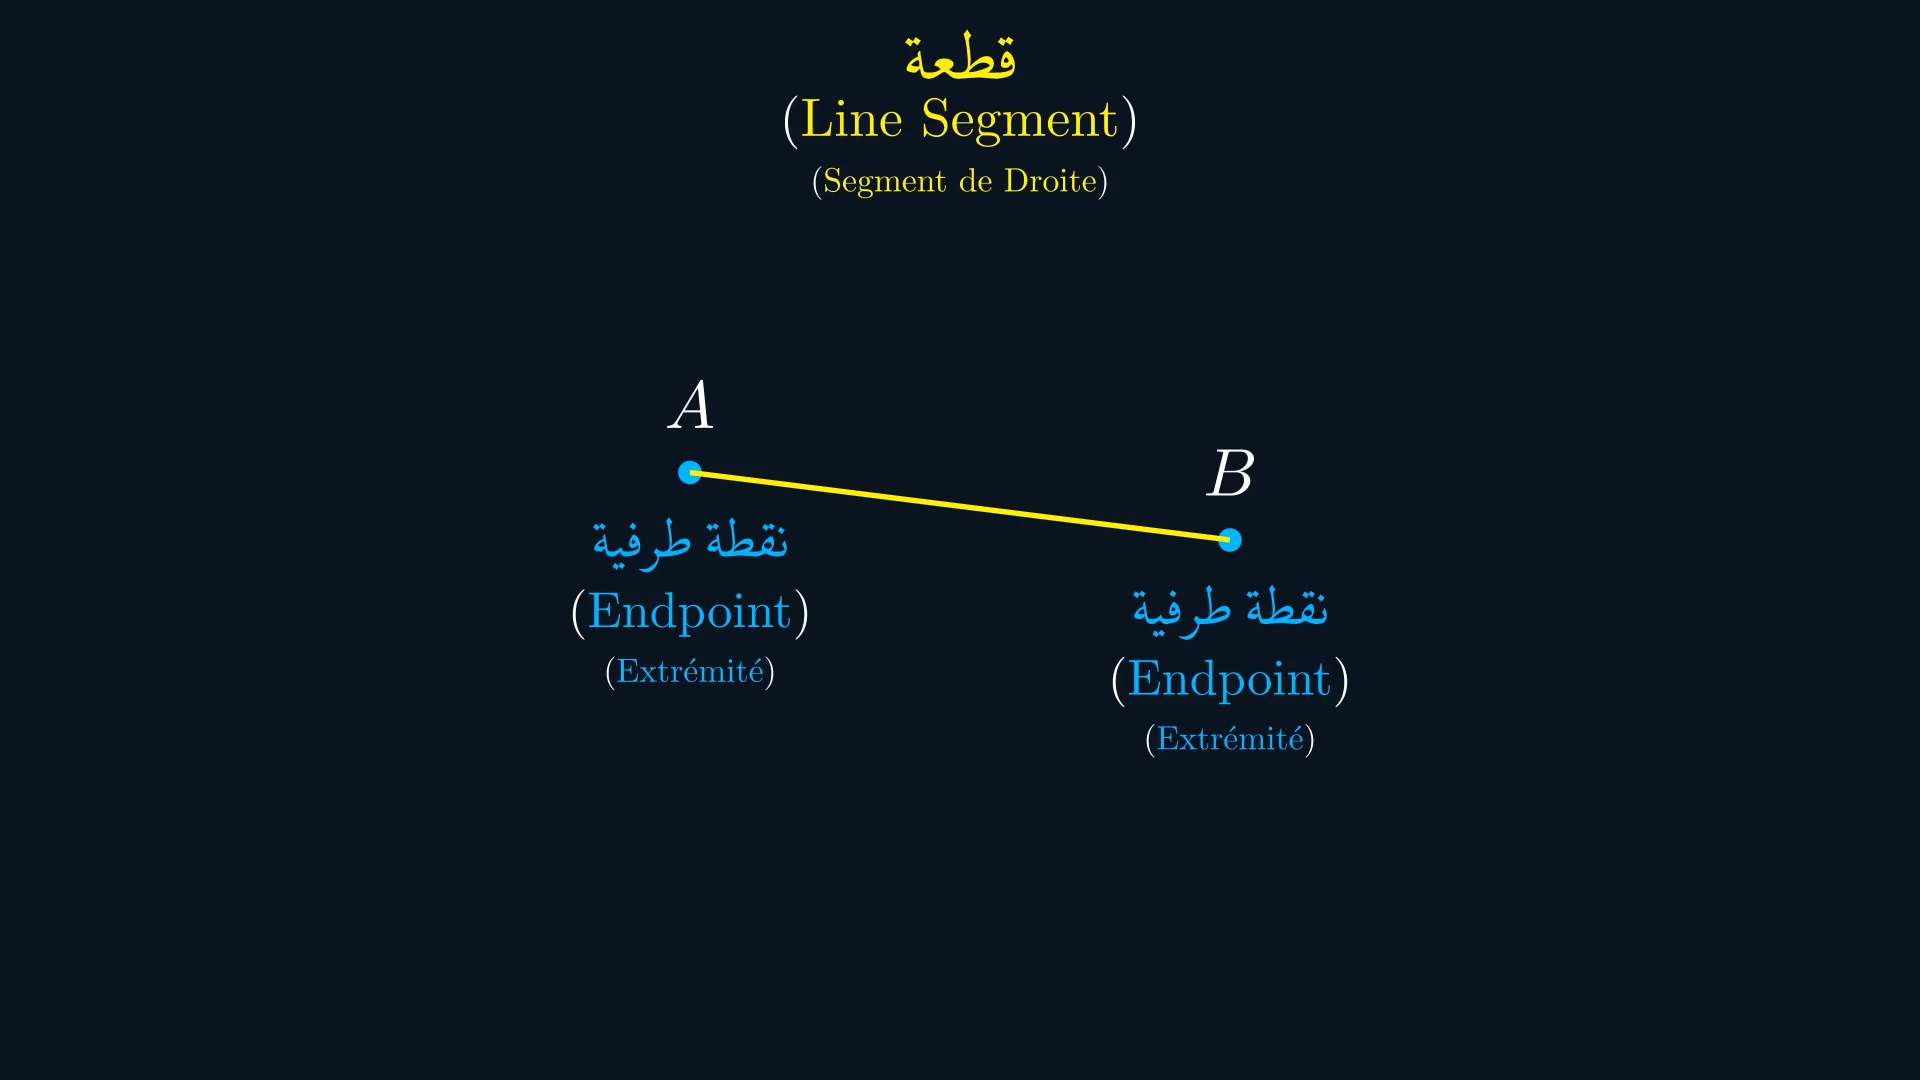 قطعة
(Line Segment)
(Segment de Droite)
A
B
نقطة طرفية
(Endpoint)
(Extrémité)
نقطة طرفية
(Endpoint)
(Extrémité)